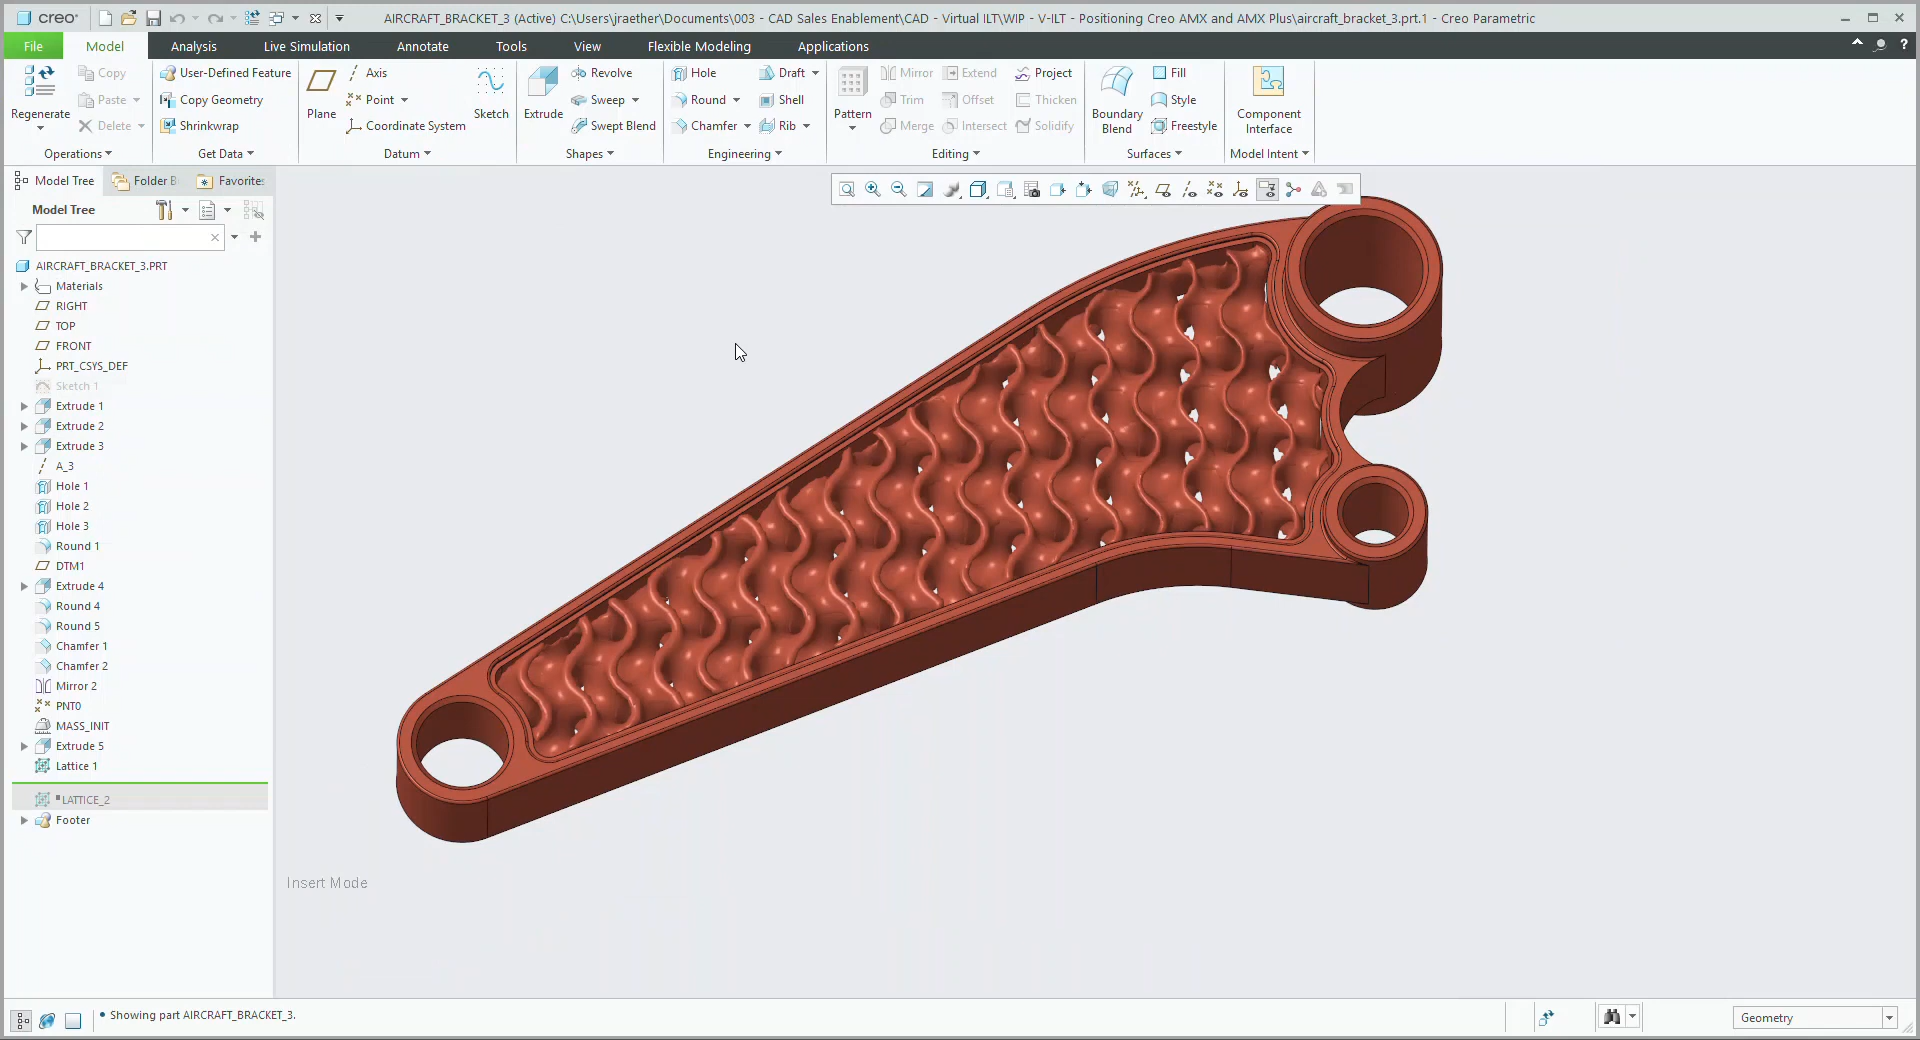 creo® AIRCRAFT_BRACKET_3 (Active) C:\Users\jraether\Documents\003 - CAD Sales Enablement\CAD - Virtual ILT\WIP - V-ILT - Positioning Creo AMX and AMX Plus\aircraft_bracket_3.prt.1 - Creo Parametric
File Model Analysis Live Simulation Annotate Tools View Flexible Modeling Applications
Regenerate
Copy
Paste
Delete
Operations
User-Defined Feature
Copy Geometry
Shrinkwrap
Get Data
Plane
Axis
Point
Coordinate System
Sketch
Datum
Extrude
Revolve
Sweep
Swept Blend
Shapes
Hole
Round
Chamfer
Draft
Shell
Rib
Engineering
Pattern
Mirror
Trim
Merge
Extend
Offset
Intersect
Project
Thicken
Solidify
Editing
Boundary
Blend
Fill
Style
Freestyle
Surfaces
Component
Interface
Model Intent
Model Tree Folder B Favorites
Model Tree
AIRCRAFT_BRACKET_3.PRT
Materials
RIGHT
TOP
FRONT
PRT_CSYS_DEF
Sketch 1
Extrude 1
Extrude 2
Extrude 3
A_3
Hole 1
Hole 2
Hole 3
Round 1
DTM1
Extrude 4
Round 4
Round 5
Chamfer 1
Chamfer 2
Mirror 2
PNT0
MASS_INIT
Extrude 5
Lattice 1
LATTICE_2
Footer
Insert Mode
• Showing part AIRCRAFT_BRACKET_3.
Geometry